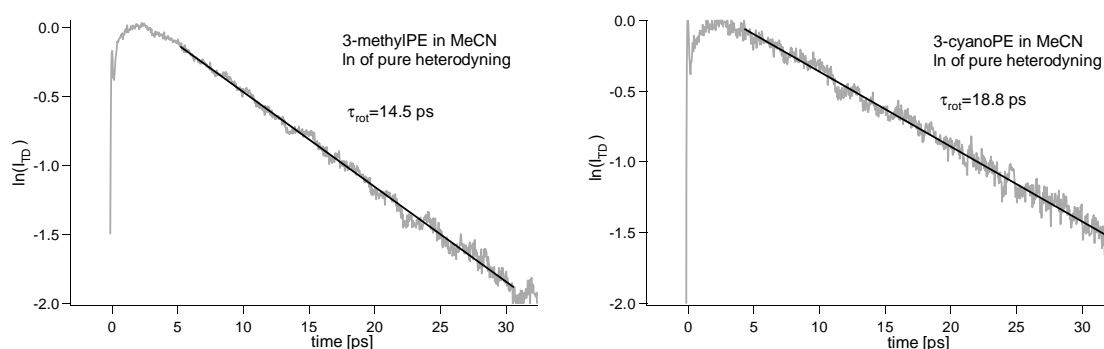 0.0
-0.5
-1.0
-1.5
-2.0
ln(I_TD)
3-methylPE in MeCN
ln of pure heterodyning
τ_rot=14.5 ps
0 5 10 15 20 25 30
time [ps]
0.0
-0.5
-1.0
-1.5
-2.0
ln(I_TD)
3-cyanoPE in MeCN
ln of pure heterodyning
τ_rot=18.8 ps
0 5 10 15 20 25 30
time [ps]